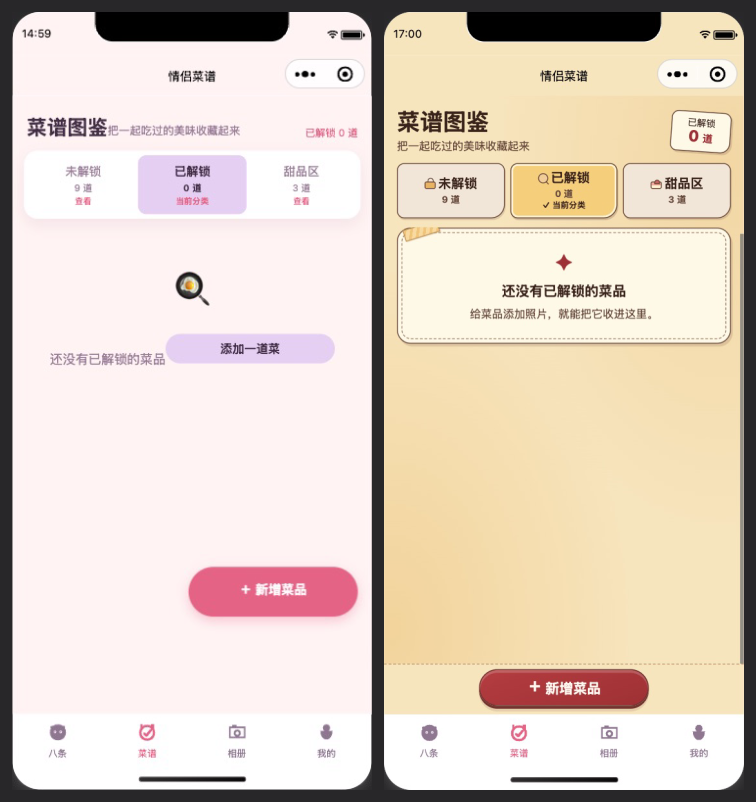 14:59
情侣菜谱
菜谱图鉴把一起吃过的美味收藏起来
已解锁 0 道
未解锁
9 道
查看
已解锁
0 道
当前分类
甜品区
3 道
查看
还没有已解锁的菜品
添加一道菜
+ 新增菜品
八条
菜谱
相册
我的
17:00
情侣菜谱
菜谱图鉴
把一起吃过的美味收藏起来
已解锁
0 道
未解锁
9 道
已解锁
0 道
✓ 当前分类
甜品区
3 道
还没有已解锁的菜品
给菜品添加照片，就能把它收进这里。
+ 新增菜品
八条
菜谱
相册
我的